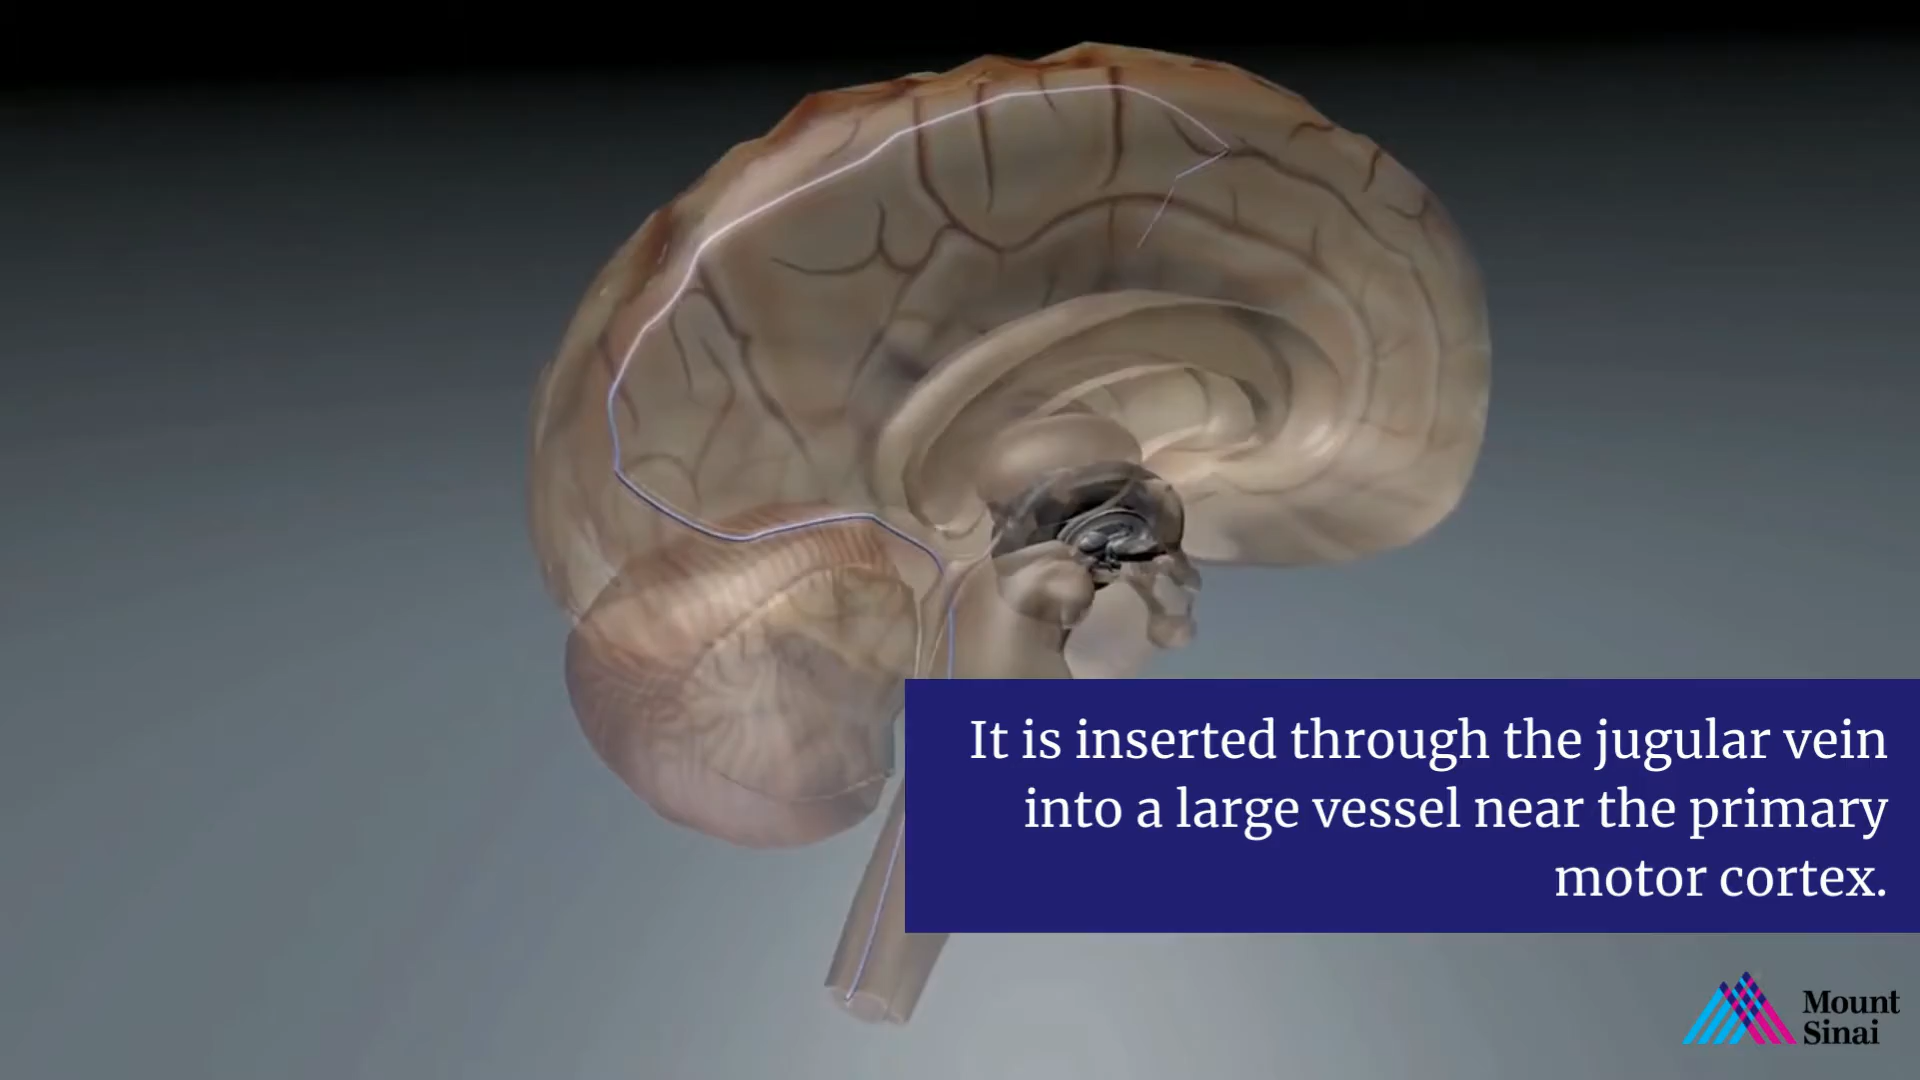 It is inserted through the jugular vein
into a large vessel near the primary
motor cortex.
Mount
Sinai